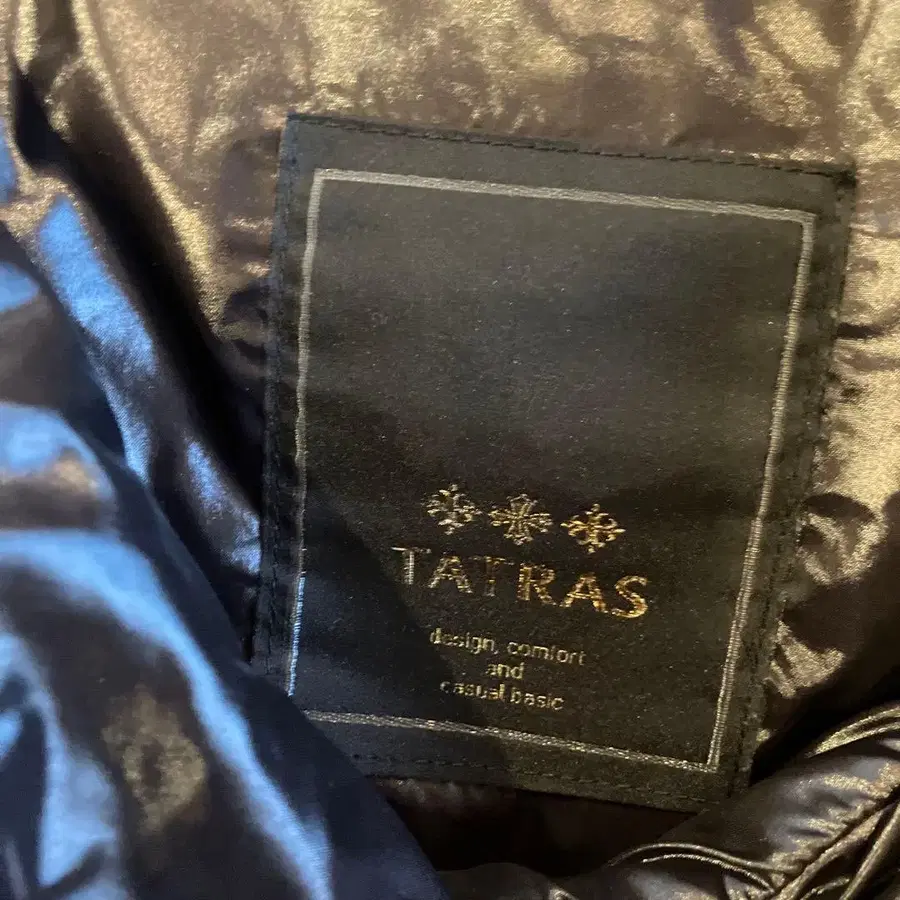 TATRAS
design, comfort
and
casual basic